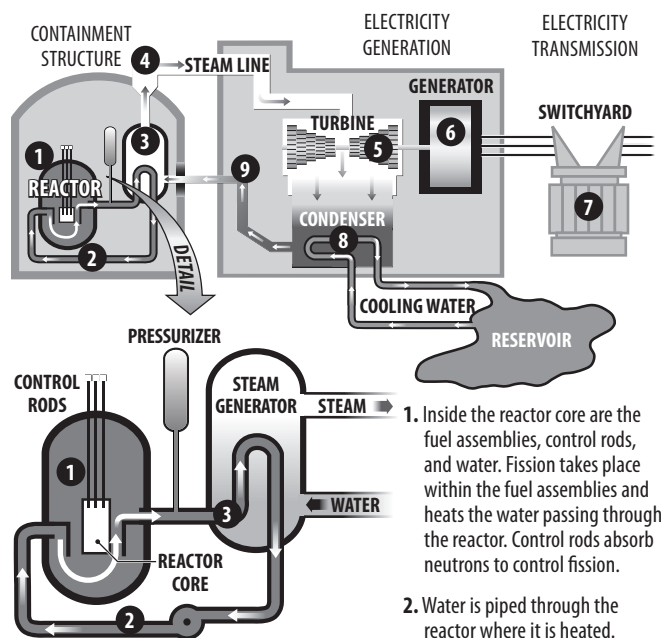 CONTAINMENT
STRUCTURE
ELECTRICITY
GENERATION
ELECTRICITY
TRANSMISSION
4
STEAM LINE
GENERATOR
SWITCHYARD
TURBINE
3
6
5
1
REACTOR
9
7
CONDENSER
8
2
DETAIL
COOLING WATER
RESERVOIR
PRESSURIZER
CONTROL
RODS
STEAM
GENERATOR
STEAM
1
3
WATER
REACTOR
CORE
2
1. Inside the reactor core are the
fuel assemblies, control rods,
and water. Fission takes place
within the fuel assemblies and
heats the water passing through
the reactor. Control rods absorb
neutrons to control fission.
2. Water is piped through the
reactor where it is heated.